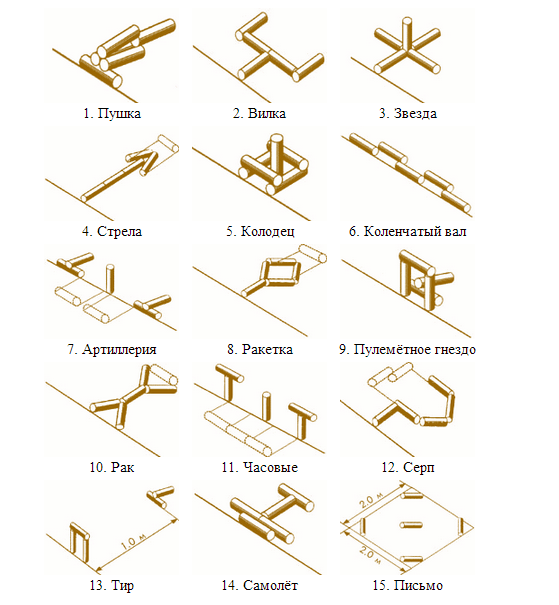 1. Пушка
2. Вилка
3. Звезда
4. Стрела
5. Колодец
6. Коленчатый вал
7. Артиллерия
8. Ракетка
9. Пулемётное гнездо
10. Рак
11. Часовые
12. Серп
1.0 м
2.0 м
2.0 м
13. Тир
14. Самолёт
15. Письмо